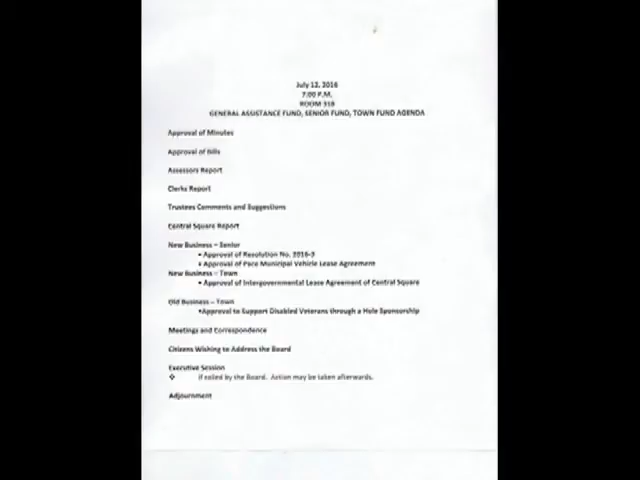 July 12, 2016
7:00 P.M.
ROOM 318
GENERAL ASSISTANCE FUND, SENIOR FUND, TOWN FUND AGENDA
Approval of Minutes
Approval of Bills
Assessors Report
Clerks Report
Trustees Comments and Suggestions
Central Square Report
New Business – Senior
• Approval of Resolution No. 2016-3
• Approval of Pace Municipal Vehicle Lease Agreement
New Business – Town
• Approval of Intergovernmental Lease Agreement of Central Square
Old Business – Town
•Approval to Support Disabled Veterans through a Hole Sponsorship
Meetings and Correspondence
Citizens Wishing to Address the Board
Executive Session
❖ If called by the Board. Action may be taken afterwards.
Adjournment